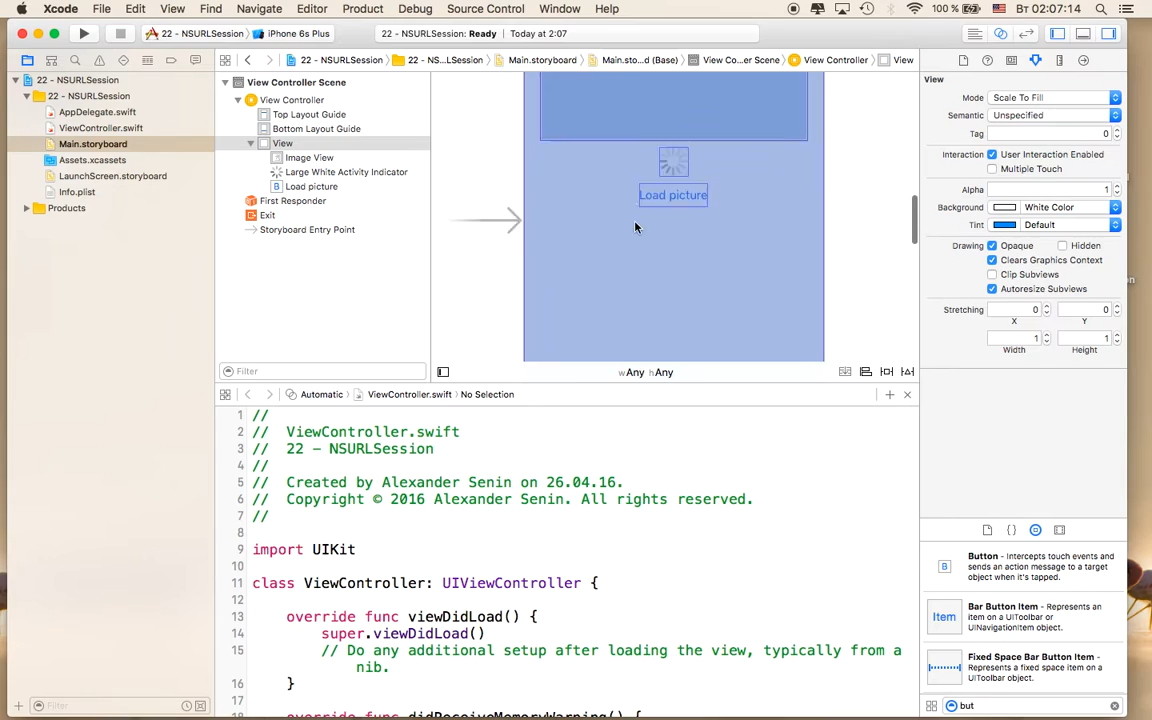 Xcode File Edit View Find Navigate Editor Product Debug Source Control Window Help 100 % Вт 02:07:14
22 - NSURLSession iPhone 6s Plus 22 - NSURLSession: Ready Today at 2:07
22 - NSURLSession 22 - N...LSession Main.storyboard Main.sto...d (Base) View Co...er Scene View Controller View
22 - NSURLSession
22 - NSURLSession
AppDelegate.swift
ViewController.swift
Main.storyboard
Assets.xcassets
LaunchScreen.storyboard
Info.plist
Products
Filter
View Controller Scene
View Controller
Top Layout Guide
Bottom Layout Guide
View
Image View
Large White Activity Indicator
B Load picture
First Responder
Exit
Storyboard Entry Point
Filter
Load picture
wAny hAny
Automatic ViewController.swift No Selection
1 //
2 // ViewController.swift
3 // 22 - NSURLSession
4 //
5 // Created by Alexander Senin on 26.04.16.
6 // Copyright © 2016 Alexander Senin. All rights reserved.
7 //
8
9 import UIKit
10
11 class ViewController: UIViewController {
12
13 override func viewDidLoad() {
14 super.viewDidLoad()
15 // Do any additional setup after loading the view, typically from a
nib.
16 }
17
18 override func didReceiveMemoryWarning() {
View
Mode Scale To Fill
Semantic Unspecified
Tag 0
Interaction User Interaction Enabled
Multiple Touch
Alpha 1
Background White Color
Tint Default
Drawing Opaque Hidden
Clears Graphics Context
Clip Subviews
Autoresize Subviews
Stretching 0 0
X Y
1 1
Width Height
B
Button - Intercepts touch events and
sends an action message to a target
object when it's tapped.
Item
Bar Button Item - Represents an
item on a UIToolbar or
UINavigationItem object.
Fixed Space Bar Button Item -
Represents a fixed space item on a
UIToolbar object.
but